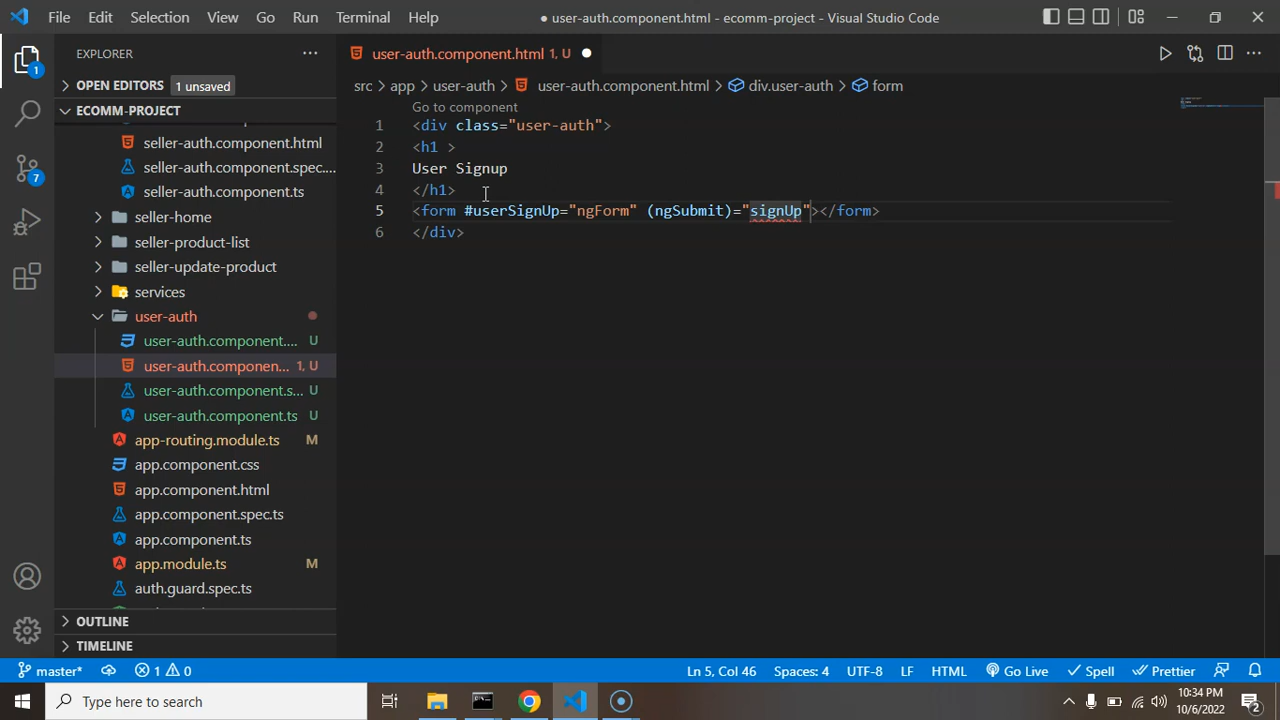 File Edit Selection View Go Run Terminal Help
user-auth.component.html - ecomm-project - Visual Studio Code
EXPLORER
OPEN EDITORS 1 unsaved
ECOMM-PROJECT
seller-auth.component.html
seller-auth.component.spec....
seller-auth.component.ts
seller-home
seller-product-list
seller-update-product
services
user-auth
user-auth.component.... U
user-auth.componen... 1, U
user-auth.component.s... U
user-auth.component.ts U
app-routing.module.ts M
app.component.css
app.component.html
app.component.spec.ts
app.component.ts
app.module.ts M
auth.guard.spec.ts
OUTLINE
TIMELINE
1
7
user-auth.component.html 1, U
src > app > user-auth > user-auth.component.html > div.user-auth > form
Go to component
1 <div class="user-auth">
2 <h1 >
3 User Signup
4 </h1>
5 <form #userSignUp="ngForm" (ngSubmit)="signUp"></form>
6 </div>
master* 1 0 Ln 5, Col 46 Spaces: 4 UTF-8 LF HTML Go Live Spell Prettier
Type here to search
10:34 PM
10/6/2022
2